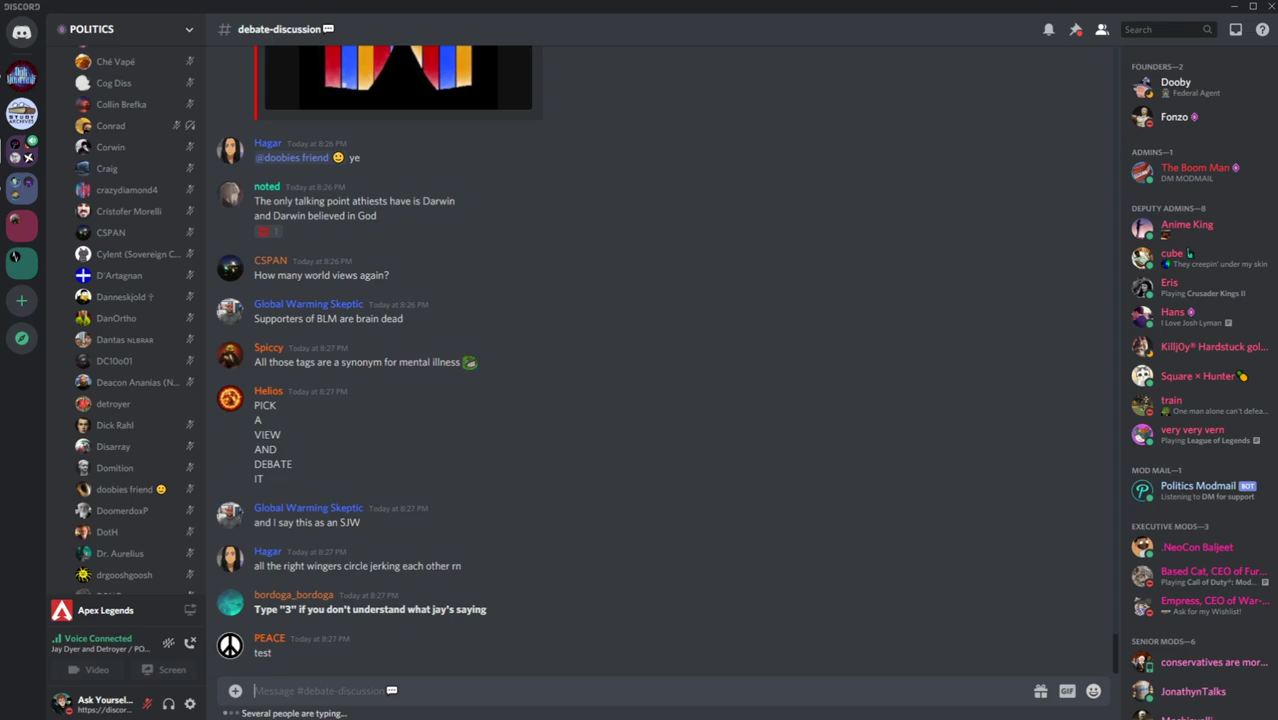 DISCORD
POLITICS
Ché Vapé
Cog Diss
Collin Brefka
Conrad
Corwin
Craig
crazydiamond4
Cristofer Morelli
CSPAN
Cylent (Sovereign C...
D'Artagnan
Danneskjold †
DanOrtho
Dantas NLBRAR
DC10o01
Deacon Ananias (N...
detroyer
Dick Rahl
Disarray
Domition
doobies friend
DoomerdoxP
DotH
Dr. Aurelius
drgooshgoosh
Apex Legends
Voice Connected
Jay Dyer and Detroyer / PO...
Video
Screen
Ask Yoursel...
https://discor...
# debate-discussion
Search
Hagar Today at 8:26 PM
@doobies friend ye
noted Today at 8:26 PM
The only talking point athiests have is Darwin
and Darwin believed in God
1
CSPAN Today at 8:26 PM
How many world views again?
Global Warming Skeptic Today at 8:26 PM
Supporters of BLM are brain dead
Spiccy Today at 8:27 PM
All those tags are a synonym for mental illness
Helios Today at 8:27 PM
PICK
A
VIEW
AND
DEBATE
IT
Global Warming Skeptic Today at 8:27 PM
and I say this as an SJW
Hagar Today at 8:27 PM
all the right wingers circle jerking each other rn
bordoga_bordoga Today at 8:27 PM
Type "3" if you don't understand what jay's saying
PEACE Today at 8:27 PM
test
Message #debate-discussion
GIF
Several people are typing...
FOUNDERS—2
Dooby
Federal Agent
Fonzo
ADMINS—1
The Boom Man
DM MODMAIL
DEPUTY ADMINS—8
Anime King
cube
They creepin' under my skin
Eris
Playing Crusader Kings II
Hans
I Love Josh Lyman
Killj0y® Hardstuck gol...
Square × Hunter
train
One man alone can't defea...
very very vern
Playing League of Legends
MOD MAIL—1
Politics Modmail BOT
Listening to DM for support
EXECUTIVE MODS—3
.NeoCon Baljeet
Based Cat, CEO of Fur...
Playing Call of Duty®: Mod...
Empress, CEO of War-...
Ask for my Wishlist!
SENIOR MODS—6
conservatives are mor...
JonathynTalks